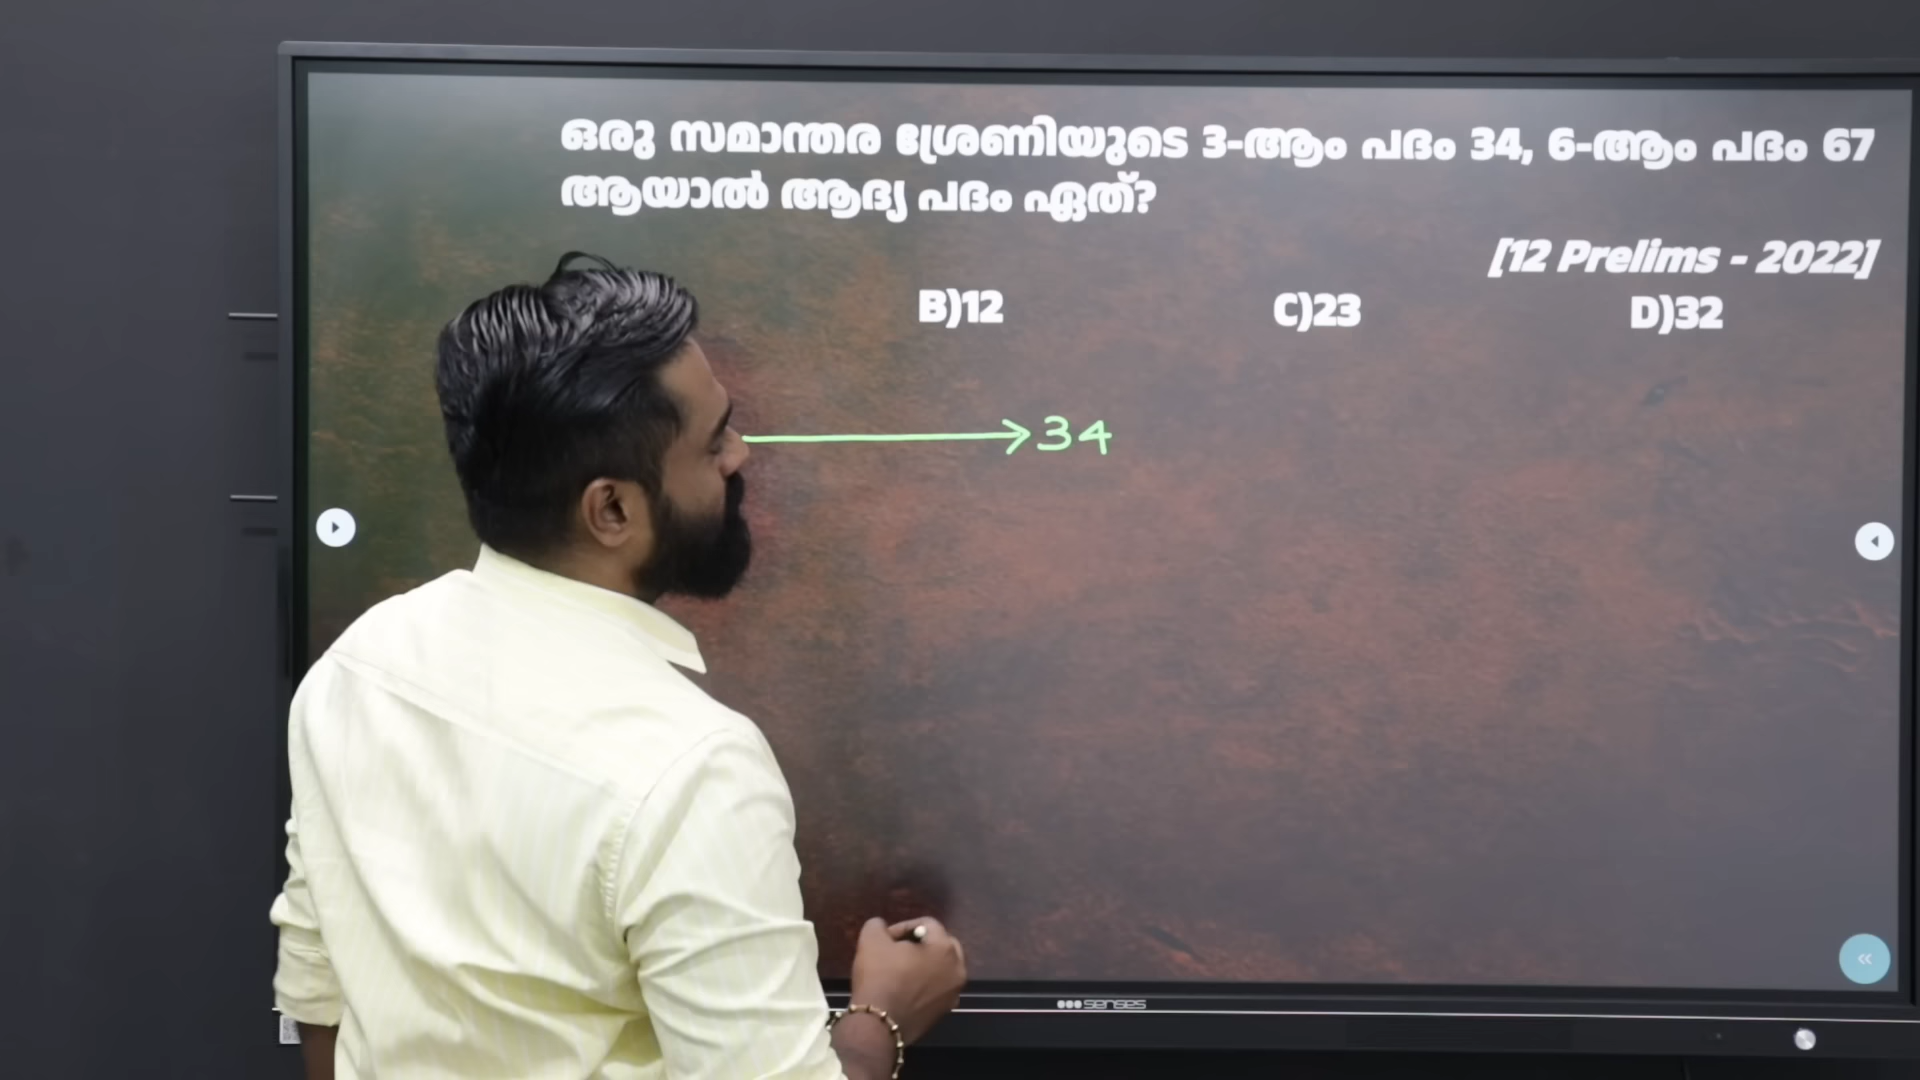 ഒരു സമാന്തര ശ്രേണിയുടെ 3-ആം പദം 34, 6-ആം പദം 67
ആയാൽ ആദ്യ പദം ഏത്?
[12 Prelims - 2022]
B)12 C)23 D)32
34
senses